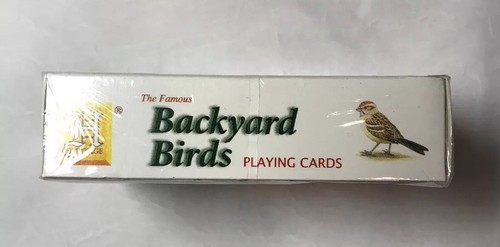 The Famous
Backyard
Birds PLAYING CARDS
®